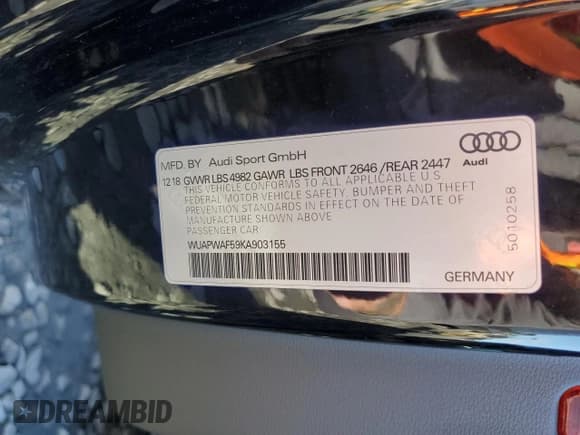 MFD. BY Audi Sport GmbH
12 18 GVWR LBS 4982 GAWR LBS FRONT 2646 /REAR 2447
THIS VEHICLE CONFORMS TO ALL APPLICABLE U S
FEDERAL MOTOR VEHICLE SAFETY, BUMPER AND THEFT
PREVENTION STANDARDS IN EFFECT ON THE DATE OF
MANUFACTURE SHOWN ABOVE
PASSENGER CAR
WUAPWAF59KA903155
Audi
5010258
GERMANY
DREAMBID